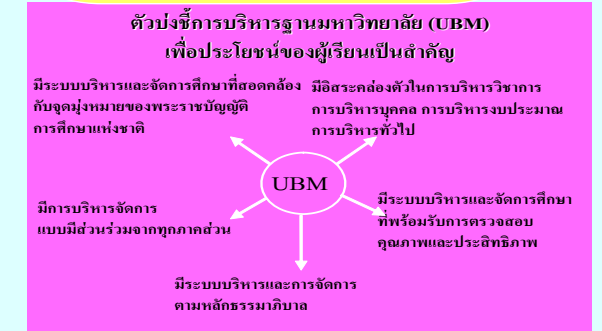 ตัวบ่งชี้การบริหารฐานมหาวิทยาลัย (UBM)
เพื่อประโยชน์ของผู้เรียนเป็นสำคัญ
มีระบบบริหารและจัดการศึกษาที่สอดคล้อง
กับจุดมุ่งหมายของพระราชบัญญัติ
การศึกษาแห่งชาติ
มีอิสระคล่องตัวในการบริหารวิชาการ
การบริหารบุคคล การบริหารงบประมาณ
การบริหารทั่วไป
UBM
มีการบริหารจัดการ
แบบมีส่วนร่วมจากทุกภาคส่วน
มีระบบบริหารและจัดการศึกษา
ที่พร้อมรับการตรวจสอบ
คุณภาพและประสิทธิภาพ
มีระบบบริหารและการจัดการ
ตามหลักธรรมาภิบาล